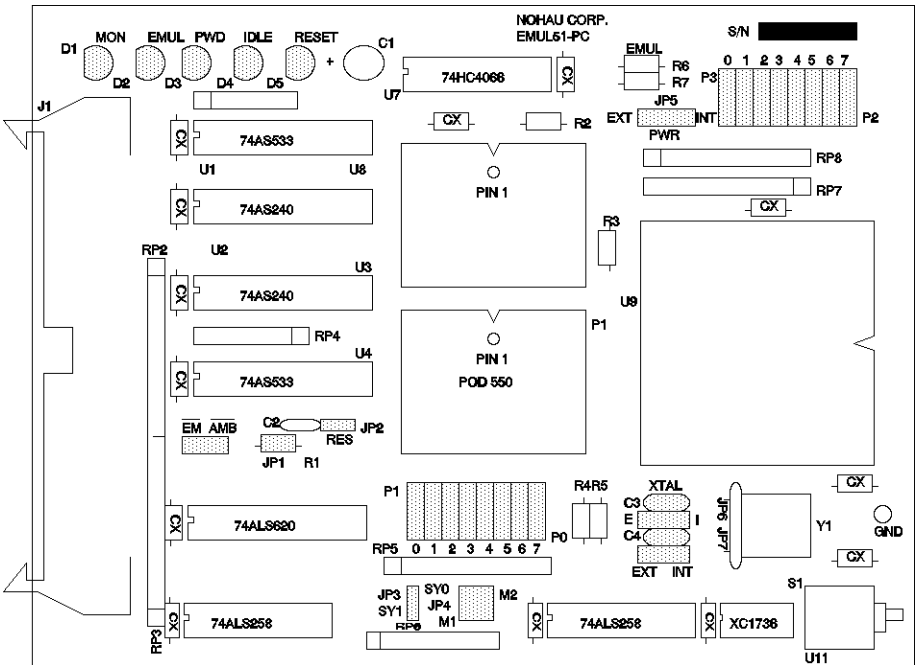 NOHAU CORP.
EMUL51-PC
S/N
D1 MON EMUL PWD IDLE RESET C1
D2 D3 D4 D5 +
EMUL
R6
R7
P3 0 1 2 3 4 5 6 7
P2
74HC4066
U7
CX
JP5
EXT INT
PWR
J1
CX
R2
CX
74AS533
U1 U8
RP8
RP7
CX
PIN 1
CX
74AS240
U2
R3
RP2
U3
CX
74AS240
U9
RP4
P1
PIN 1
POD 550
U4
CX
74AS533
EM AMB
C2
RES
JP2
JP1 R1
P1
P0
0 1 2 3 4 5 6 7
R4 R5
XTAL
C3
E I
C4
EXT INT
JP6 JP7
Y1
CX
GND
CX
CX
74ALS620
RP5
JP3
SY0
SY1
JP4
M2
M1
RP6
RP3
CX
74ALS258
CX
74ALS258
CX
XC1736
S1
U11